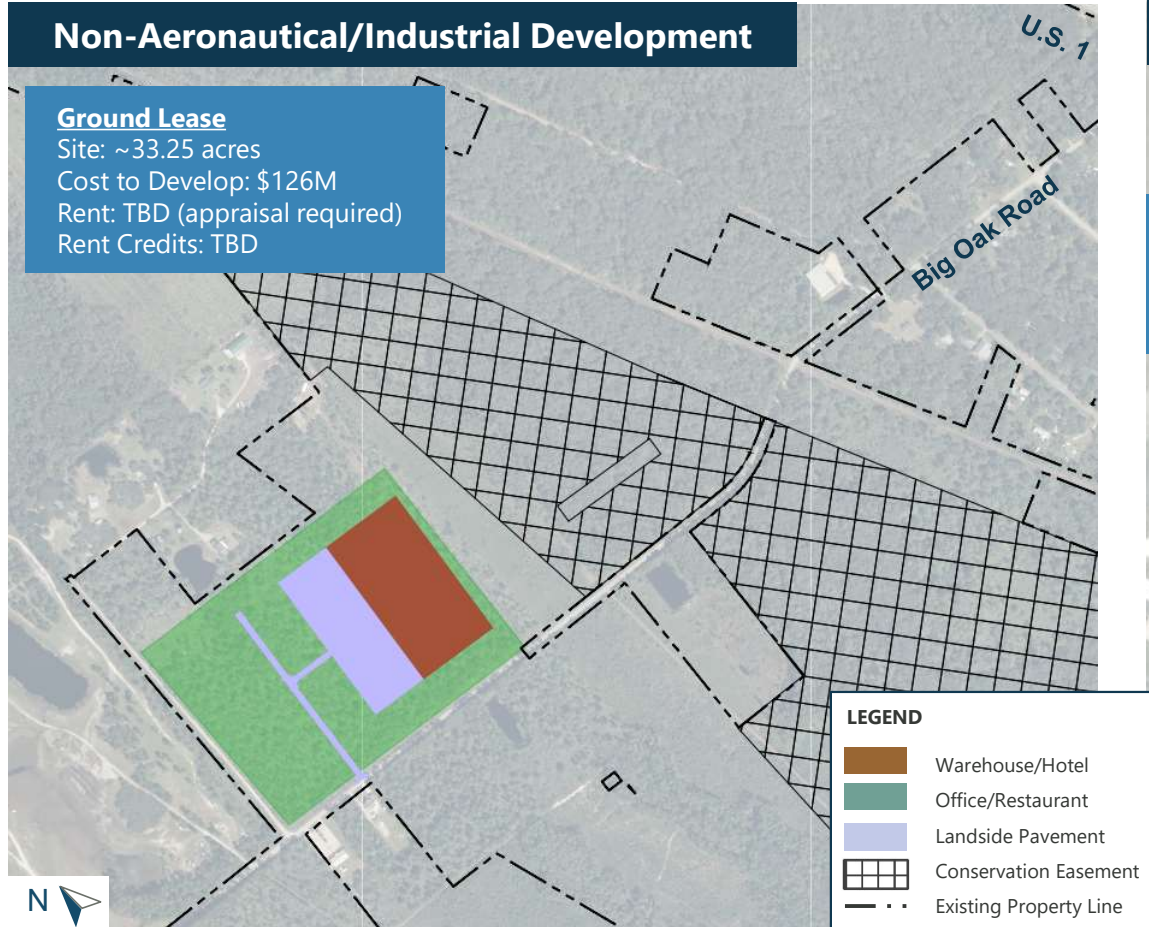 Non-Aeronautical/Industrial Development
U.S. 1
Ground Lease
Site: ~33.25 acres
Cost to Develop: $126M
Rent: TBD (appraisal required)
Rent Credits: TBD
Big Oak Road
LEGEND
Warehouse/Hotel
Office/Restaurant
Landside Pavement
Conservation Easement
Existing Property Line
N